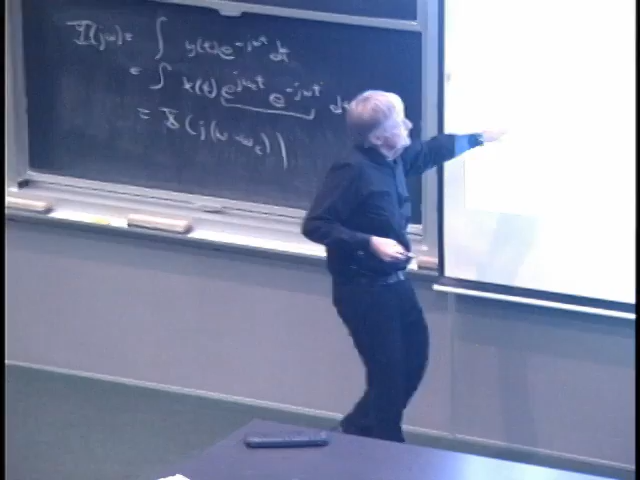 Y(jω) = ∫ y(t)e^{-jωt} dt
= ∫ x(t) e^{jω_c t} e^{-jωt} dt
= X(j(ω-ω_c))